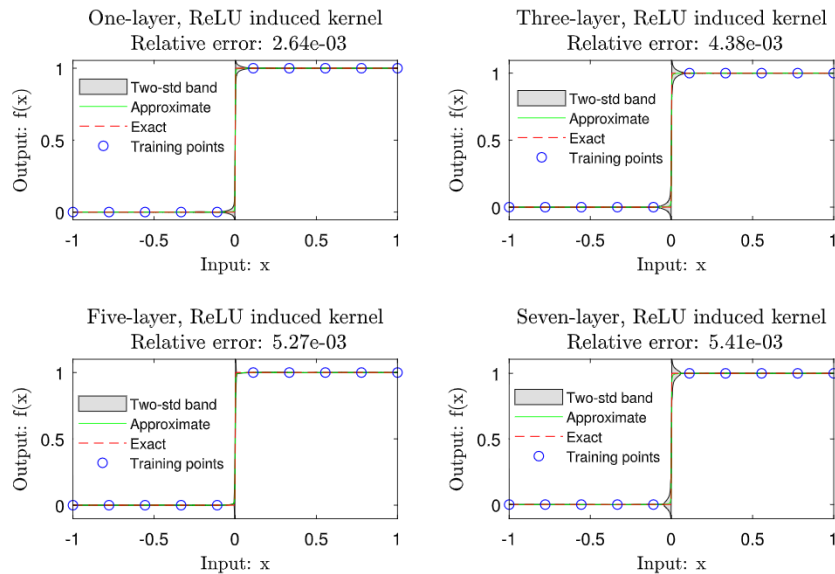 One-layer, ReLU induced kernel
Relative error: 2.64e-03
Output: f(x)
1
0.5
0
Two-std band
Approximate
Exact
Training points
-1
-0.5
0
0.5
1
Input: x
Three-layer, ReLU induced kernel
Relative error: 4.38e-03
Output: f(x)
1
0.5
0
Two-std band
Approximate
Exact
Training points
-1
-0.5
0
0.5
1
Input: x
Five-layer, ReLU induced kernel
Relative error: 5.27e-03
Output: f(x)
1
0.5
0
Two-std band
Approximate
Exact
Training points
-1
-0.5
0
0.5
1
Input: x
Seven-layer, ReLU induced kernel
Relative error: 5.41e-03
Output: f(x)
1
0.5
0
Two-std band
Approximate
Exact
Training points
-1
-0.5
0
0.5
1
Input: x